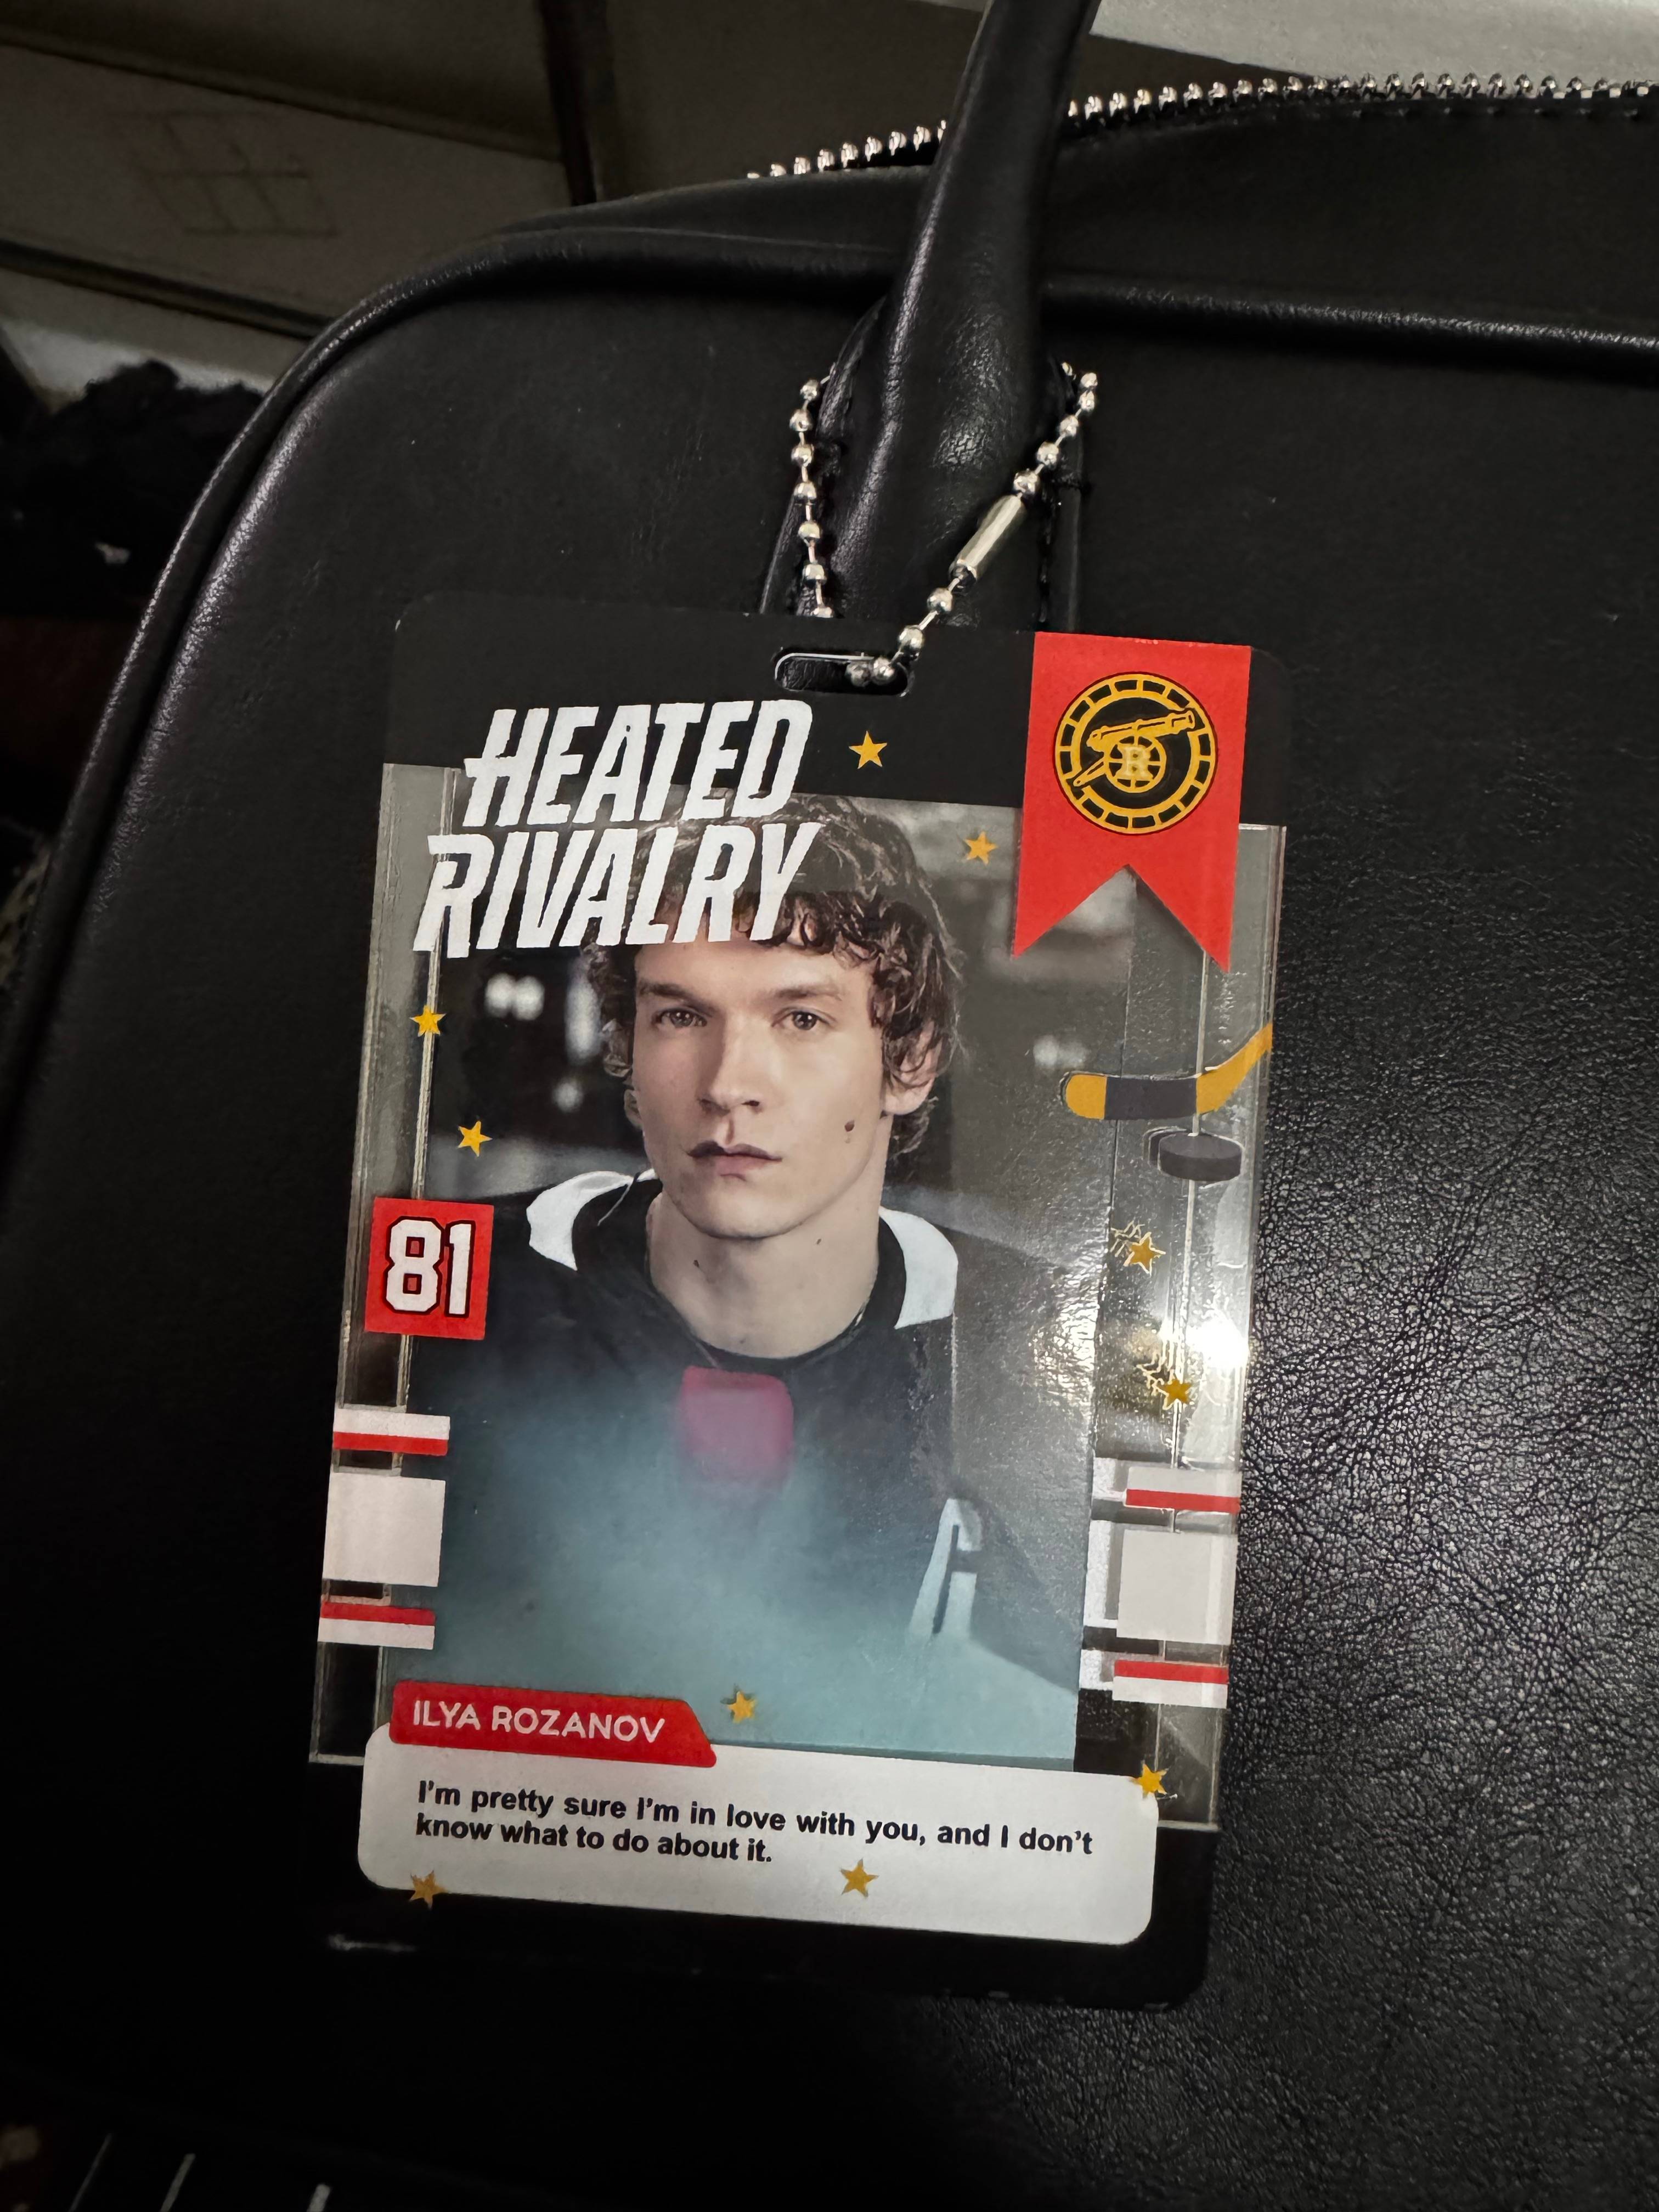 HEATED
RIVALRY
R
81
A
ILYA ROZANOV
I'm pretty sure I'm in love with you, and I don't
know what to do about it.